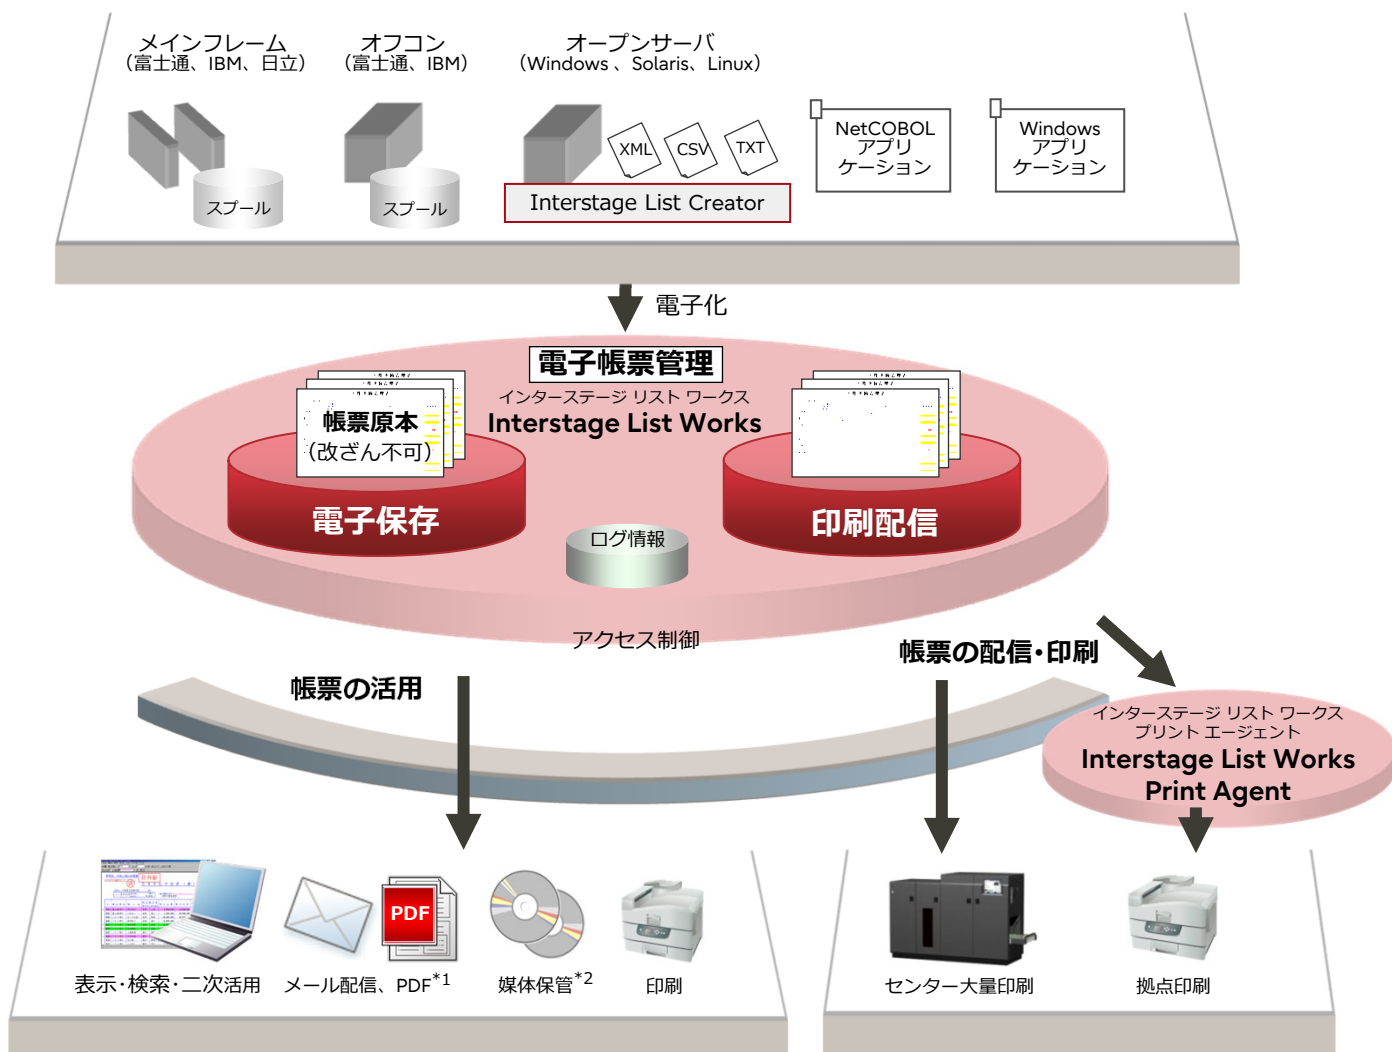 メインフレーム
（富士通、IBM、日立）
オフコン
（富士通、IBM）
オープンサーバ
（Windows 、Solaris、Linux）
スプール
スプール
XML
CSV
TXT
Interstage List Creator
NetCOBOL
アプリ
ケーション
Windows
アプリ
ケーション
電子化
電子帳票管理
インターステージ リスト ワークス
Interstage List Works
帳票原本
（改ざん不可）
電子保存
印刷配信
ログ情報
アクセス制御
帳票の活用
帳票の配信・印刷
インターステージ リスト ワークス
プリント エージェント
Interstage List Works
Print Agent
社外秘
PDF
表示・検索・二次活用
メール配信、PDF*1
媒体保管*2
印刷
センター大量印刷
拠点印刷